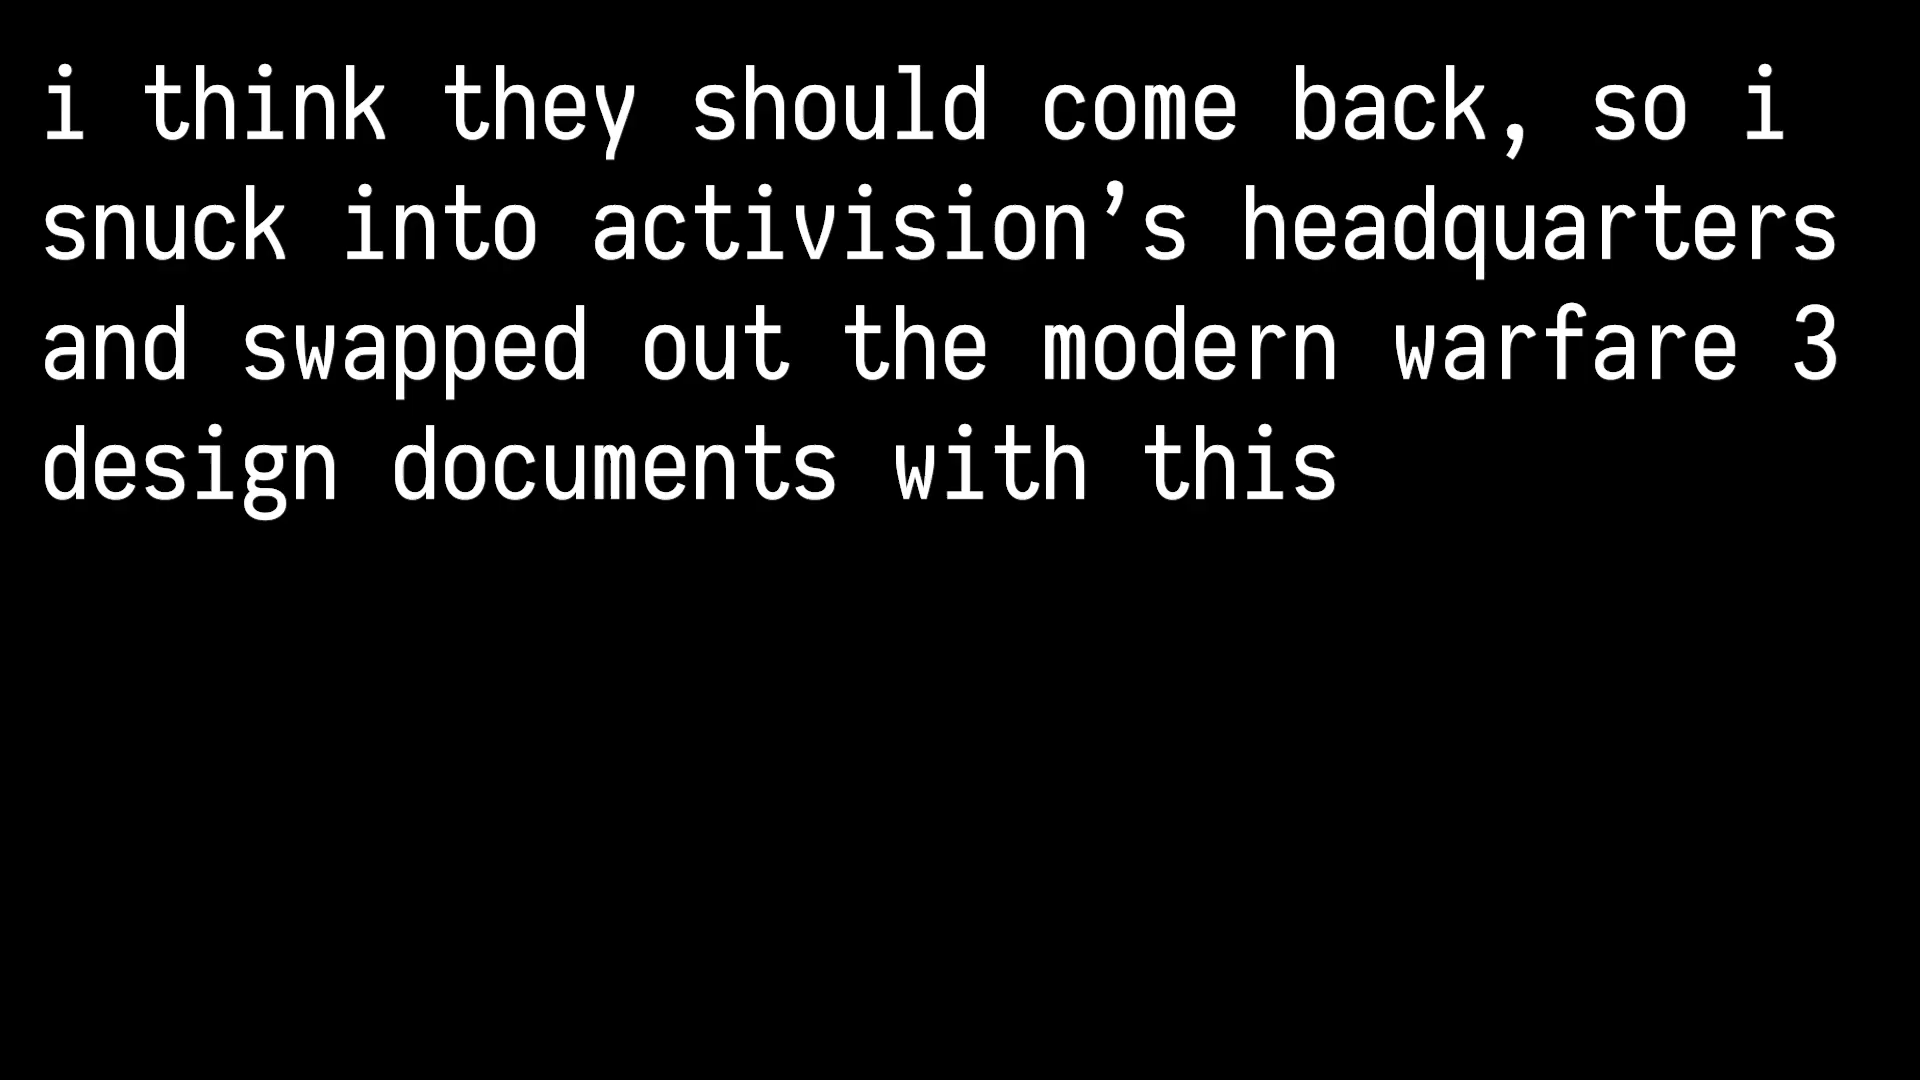 i think they should come back, so i
snuck into activision’s headquarters
and swapped out the modern warfare 3
design documents with this